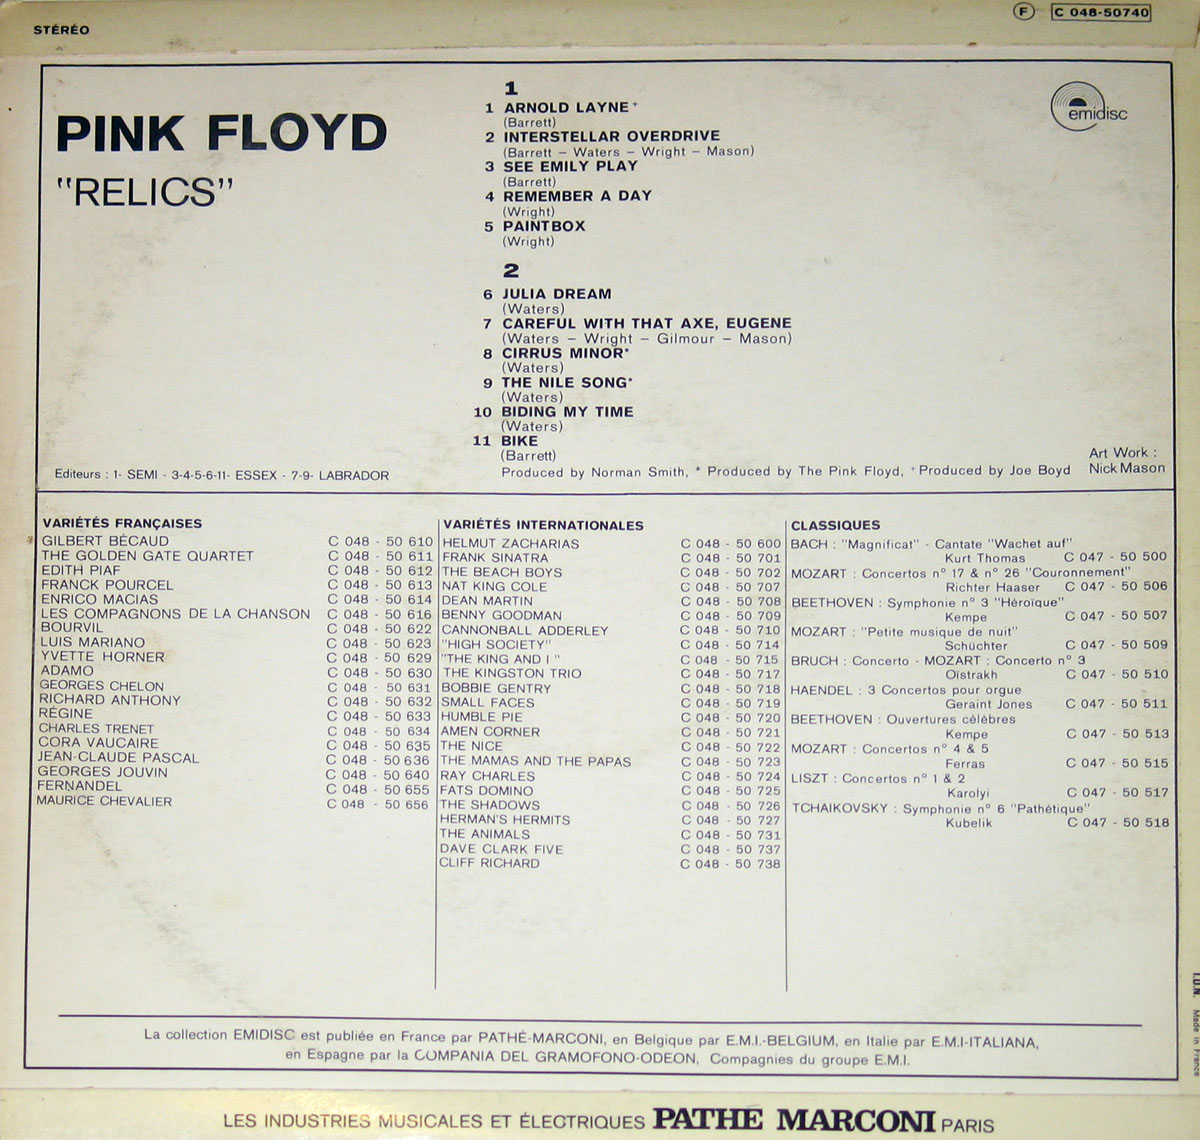 STÉRÉO
F C 048-50740
emidisc
PINK FLOYD
"RELICS"
1
1 ARNOLD LAYNE +
(Barrett)
2 INTERSTELLAR OVERDRIVE
(Barrett – Waters – Wright – Mason)
3 SEE EMILY PLAY
(Barrett)
4 REMEMBER A DAY
(Wright)
5 PAINTBOX
(Wright)
2
6 JULIA DREAM
(Waters)
7 CAREFUL WITH THAT AXE, EUGENE
(Waters – Wright – Gilmour – Mason)
8 CIRRUS MINOR*
(Waters)
9 THE NILE SONG*
(Waters)
10 BIDING MY TIME
(Waters)
11 BIKE
(Barrett)
Produced by Norman Smith, * Produced by The Pink Floyd, + Produced by Joe Boyd
Art Work :
Nick Mason
Editeurs : 1- SEMI - 3-4-5-6-11- ESSEX - 7-9- LABRADOR
VARIÉTÉS FRANÇAISES
GILBERT BÉCAUD C 048 - 50 610
THE GOLDEN GATE QUARTET C 048 - 50 611
EDITH PIAF C 048 - 50 612
FRANCK POURCEL C 048 - 50 613
ENRICO MACIAS C 048 - 50 614
LES COMPAGNONS DE LA CHANSON C 048 - 50 616
BOURVIL C 048 - 50 622
LUIS MARIANO C 048 - 50 623
YVETTE HORNER C 048 - 50 629
ADAMO C 048 - 50 630
GEORGES CHELON C 048 - 50 631
RICHARD ANTHONY C 048 - 50 632
RÉGINE C 048 - 50 633
CHARLES TRENET C 048 - 50 634
CORA VAUCAIRE C 048 - 50 635
JEAN-CLAUDE PASCAL C 048 - 50 636
GEORGES JOUVIN C 048 - 50 640
FERNANDEL C 048 - 50 655
MAURICE CHEVALIER C 048 - 50 656
VARIÉTÉS INTERNATIONALES
HELMUT ZACHARIAS C 048 - 50 600
FRANK SINATRA C 048 - 50 701
THE BEACH BOYS C 048 - 50 702
NAT KING COLE C 048 - 50 707
DEAN MARTIN C 048 - 50 708
BENNY GOODMAN C 048 - 50 709
CANNONBALL ADDERLEY C 048 - 50 710
"HIGH SOCIETY" C 048 - 50 714
"THE KING AND I " C 048 - 50 715
THE KINGSTON TRIO C 048 - 50 717
BOBBIE GENTRY C 048 - 50 718
SMALL FACES C 048 - 50 719
HUMBLE PIE C 048 - 50 720
AMEN CORNER C 048 - 50 721
THE NICE C 048 - 50 722
THE MAMAS AND THE PAPAS C 048 - 50 723
RAY CHARLES C 048 - 50 724
FATS DOMINO C 048 - 50 725
THE SHADOWS C 048 - 50 726
HERMAN'S HERMITS C 048 - 50 727
THE ANIMALS C 048 - 50 731
DAVE CLARK FIVE C 048 - 50 737
CLIFF RICHARD C 048 - 50 738
CLASSIQUES
BACH : "Magnificat" - Cantate "Wachet auf"
Kurt Thomas C 047 - 50 500
MOZART : Concertos n° 17 & n° 26 "Couronnement"
Richter Haaser C 047 - 50 506
BEETHOVEN : Symphonie n° 3 "Héroïque"
Kempe C 047 - 50 507
MOZART : "Petite musique de nuit"
Schüchter C 047 - 50 509
BRUCH : Concerto - MOZART : Concerto n° 3
Oïstrakh C 047 - 50 510
HAENDEL : 3 Concertos pour orgue
Geraint Jones C 047 - 50 511
BEETHOVEN : Ouvertures célèbres
Kempe C 047 - 50 513
MOZART : Concertos n° 4 & 5
Ferras C 047 - 50 515
LISZT : Concertos n° 1 & 2
Karolyi C 047 - 50 517
TCHAIKOVSKY : Symphonie n° 6 "Pathétique"
Kubelik C 047 - 50 518
I.D.N. Made in France
La collection EMIDISC est publiée en France par PATHÉ-MARCONI, en Belgique par E.M.I.-BELGIUM, en Italie par E.M.I-ITALIANA,
en Espagne par la COMPANIA DEL GRAMOFONO-ODEON, Compagnies du groupe E.M.I.
LES INDUSTRIES MUSICALES ET ÉLECTRIQUES PATHE MARCONI PARIS